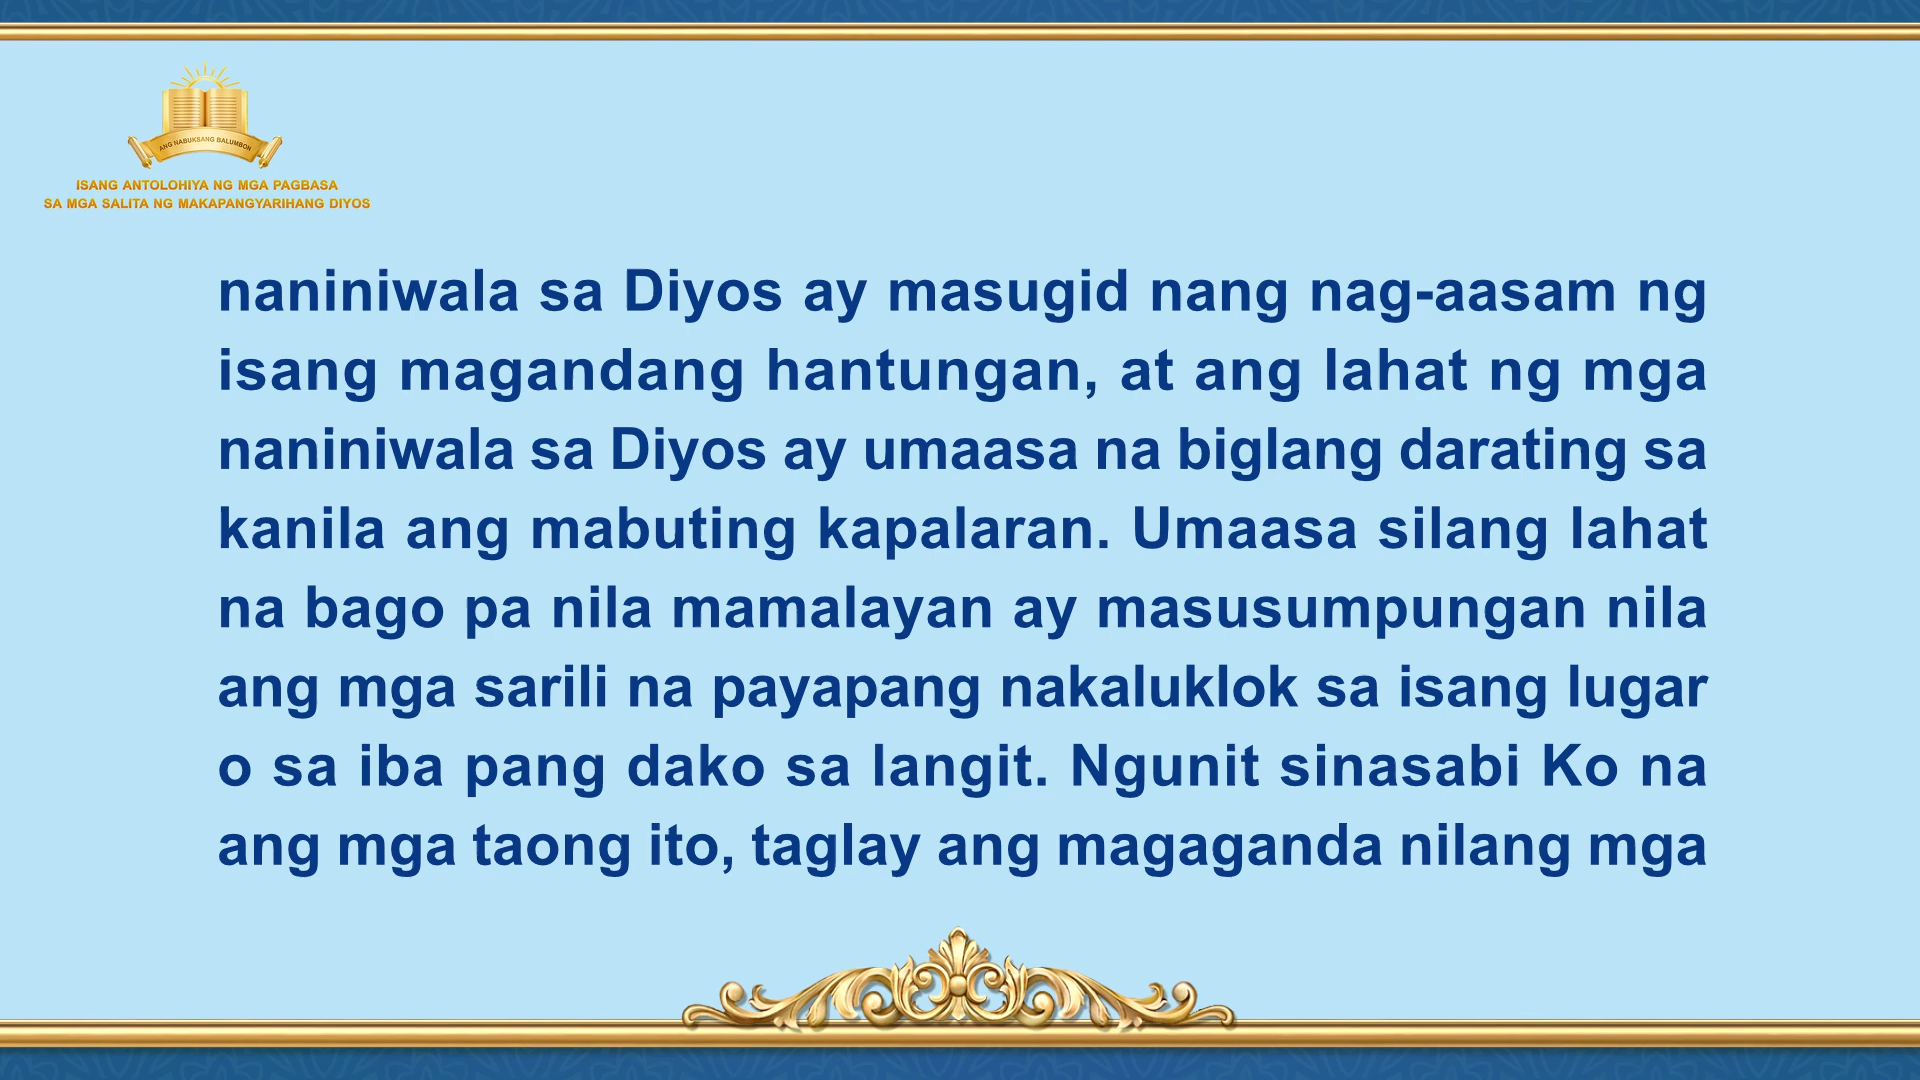 ANG NABUKSANG BALUMBON
ISANG ANTOLOHIYA NG MGA PAGBASA
SA MGA SALITA NG MAKAPANGYARIHANG DIYOS
naniniwala sa Diyos ay masugid nang nag-aasam ng
isang magandang hantungan, at ang lahat ng mga
naniniwala sa Diyos ay umaasa na biglang darating sa
kanila ang mabuting kapalaran. Umaasa silang lahat
na bago pa nila mamalayan ay masusumpungan nila
ang mga sarili na payapang nakaluklok sa isang lugar
o sa iba pang dako sa langit. Ngunit sinasabi Ko na
ang mga taong ito, taglay ang magaganda nilang mga